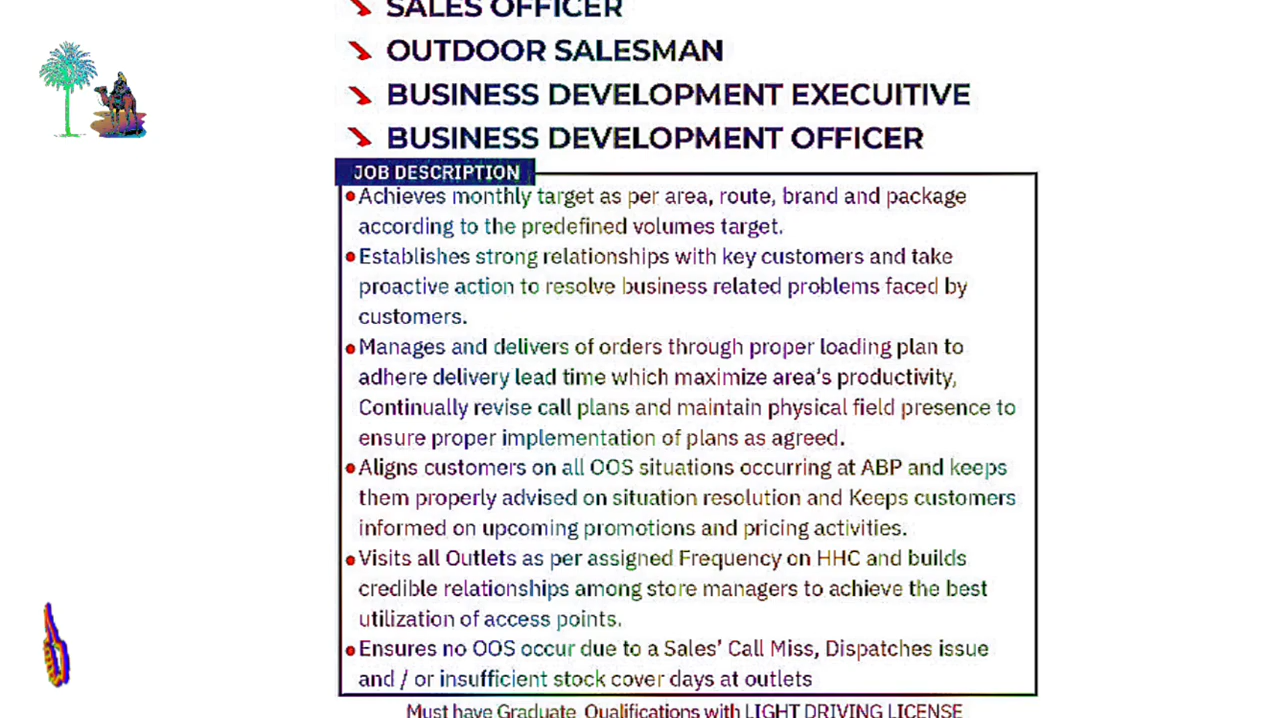 SALES OFFICER
OUTDOOR SALESMAN
BUSINESS DEVELOPMENT EXECUITIVE
BUSINESS DEVELOPMENT OFFICER
JOB DESCRIPTION
Achieves monthly target as per area, route, brand and package
according to the predefined volumes target.
Establishes strong relationships with key customers and take
proactive action to resolve business related problems faced by
customers.
Manages and delivers of orders through proper loading plan to
adhere delivery lead time which maximize area's productivity,
Continually revise call plans and maintain physical field presence to
ensure proper implementation of plans as agreed.
Aligns customers on all OOS situations occurring at ABP and keeps
them properly advised on situation resolution and Keeps customers
informed on upcoming promotions and pricing activities.
Visits all Outlets as per assigned Frequency on HHC and builds
credible relationships among store managers to achieve the best
utilization of access points.
Ensures no OOS occur due to a Sales' Call Miss, Dispatches issue
and / or insufficient stock cover days at outlets
Must have Graduate Qualifications with LIGHT DRIVING LICENSE